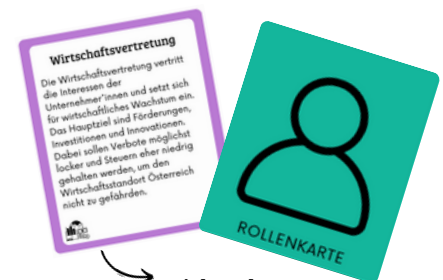 Wirtschaftsvertretung
Die Wirtschaftsvertretung vertritt
die Interessen der
Unternehmer*innen und setzt sich
für wirtschaftliches Wachstum ein.
Das Hauptziel sind Förderungen,
Investitionen und Innovationen.
Dabei sollen Verbote möglichst
locker und Steuern eher niedrig
gehalten werden, um den
Wirtschaftsstandort Österreich
nicht zu gefährden.
ROLLENKARTE